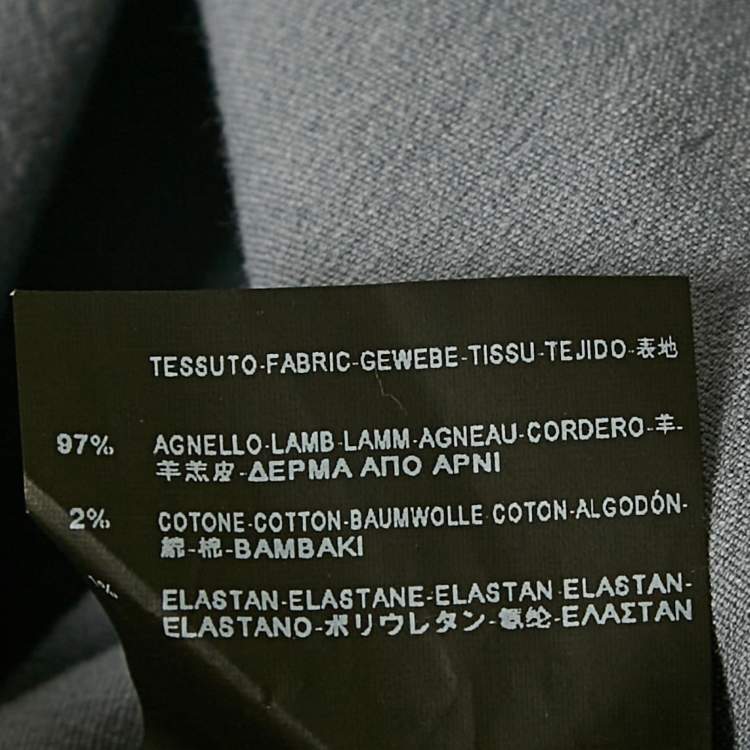 TESSUTO-FABRIC-GEWEBE-TISSU-TEJIDO-表地
97% AGNELLO-LAMB-LAMM-AGNEAU-CORDERO-羊-
羊羔皮-ΔΕΡΜΑ ΑΠΟ ΑΡΝΙ
2% COTONE-COTTON-BAUMWOLLE COTON-ALGODÓN-
綿-棉-BAMBAKI
% ELASTAN-ELASTANE-ELASTAN ELASTAN-
ELASTANO-ポリウレタン-氨纶-ΕΛΑΣΤΑΝ